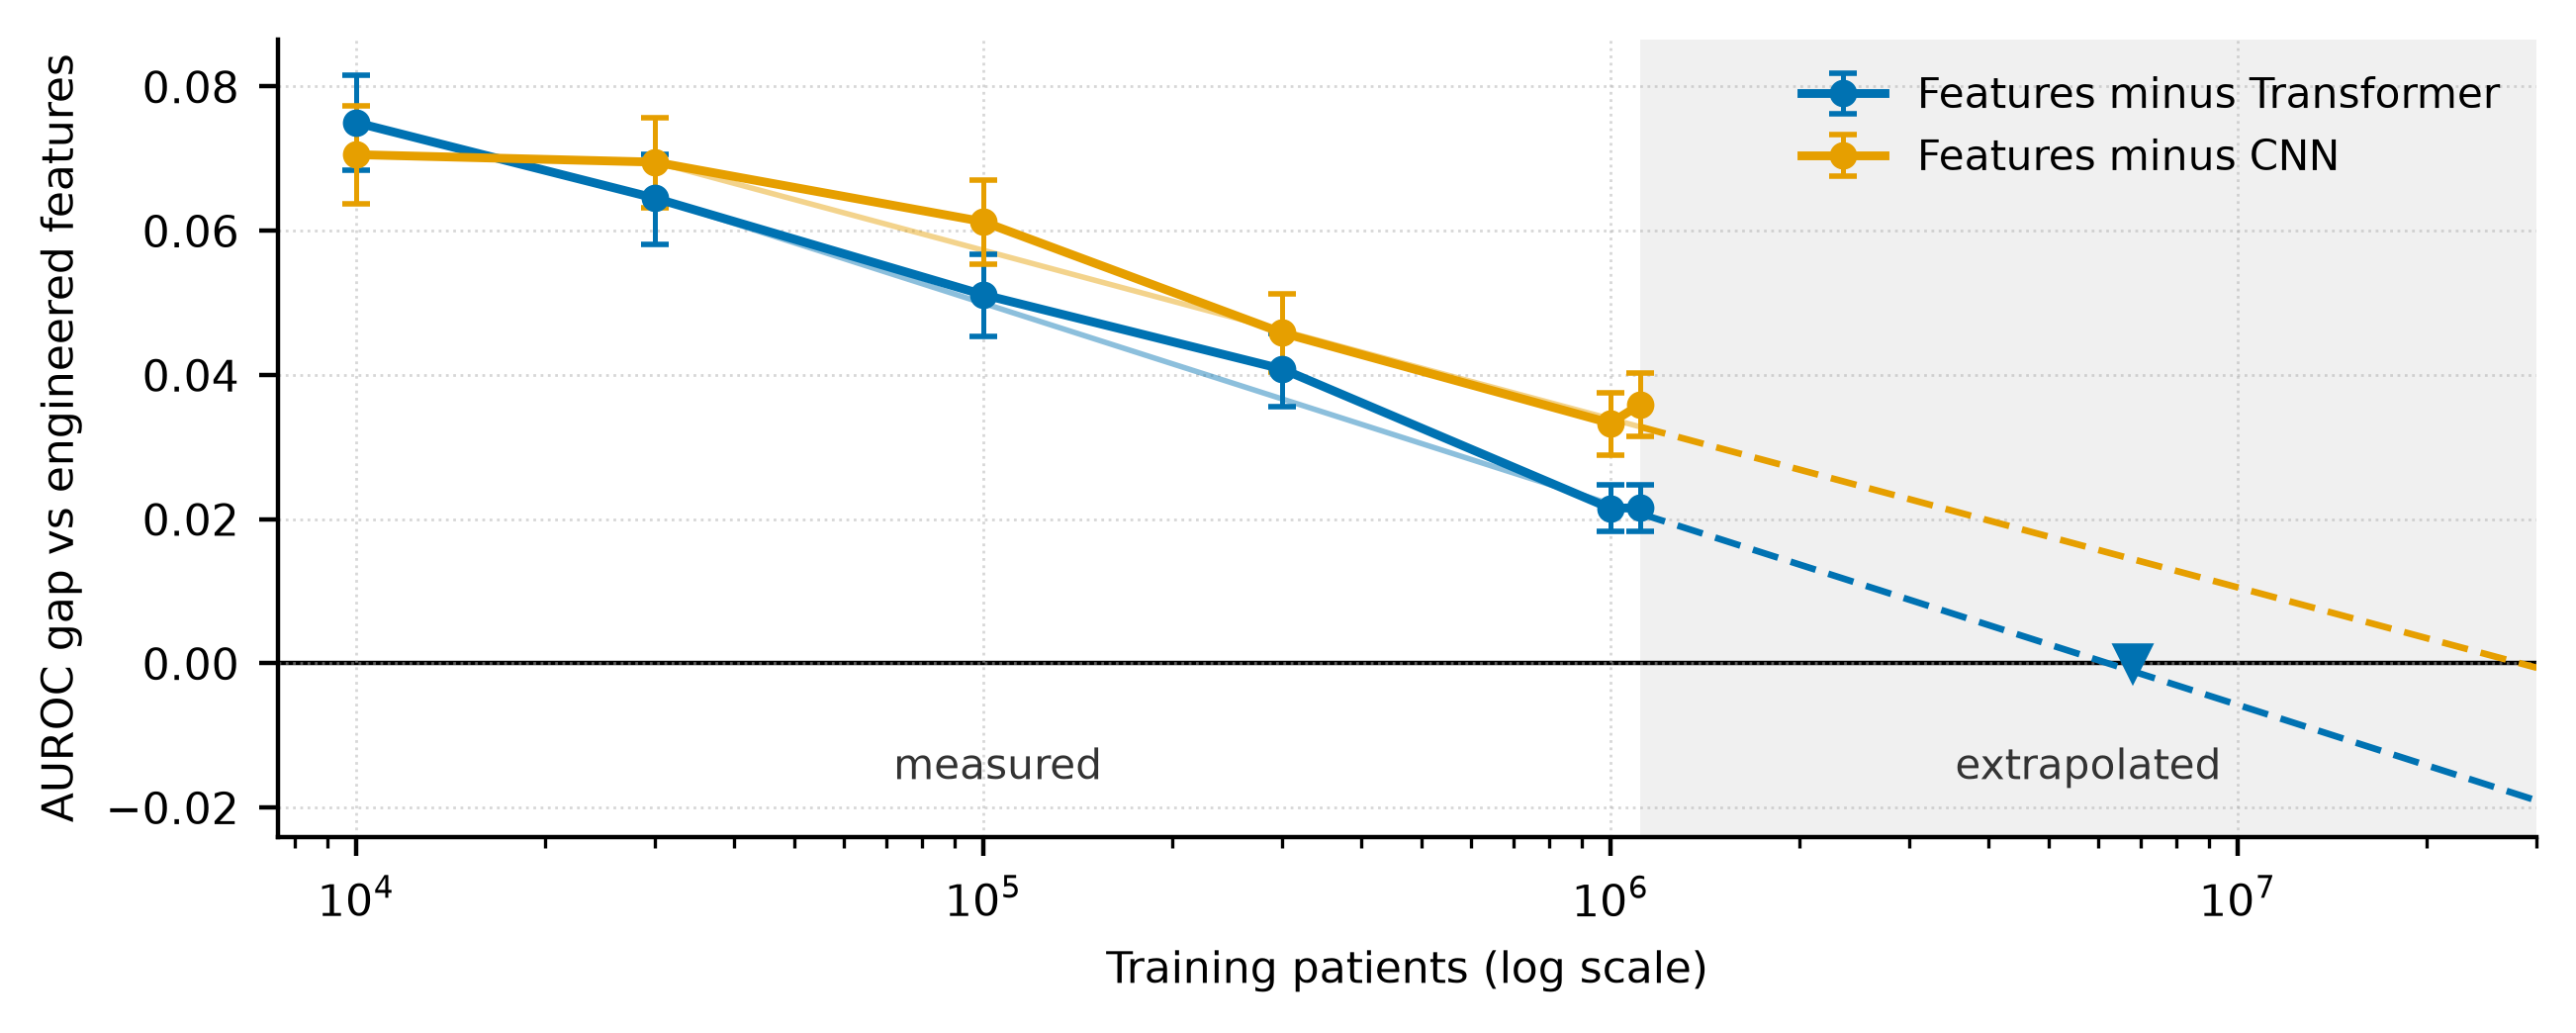 AUROC gap vs engineered features
0.08
0.06
0.04
0.02
0.00
−0.02
Features minus Transformer
Features minus CNN
measured
extrapolated
10⁴
10⁵
10⁶
10⁷
Training patients (log scale)